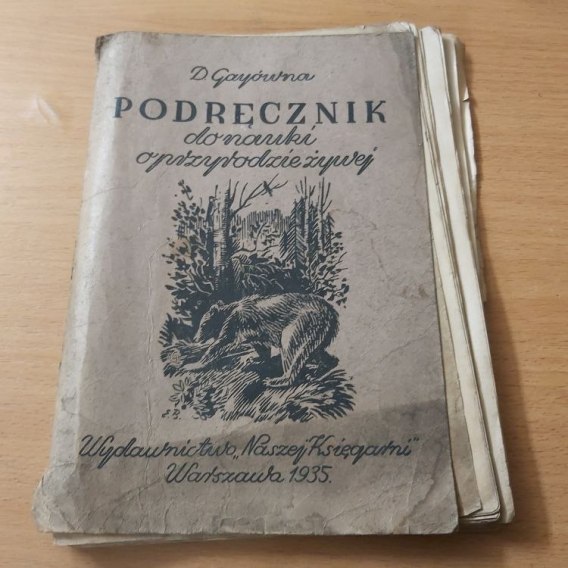 D Gayówna
PODRĘCZNIK
do nauki
o przyrodzie żywej
Wydawnictwo „Naszej Księgarni"
Warszawa 1935.